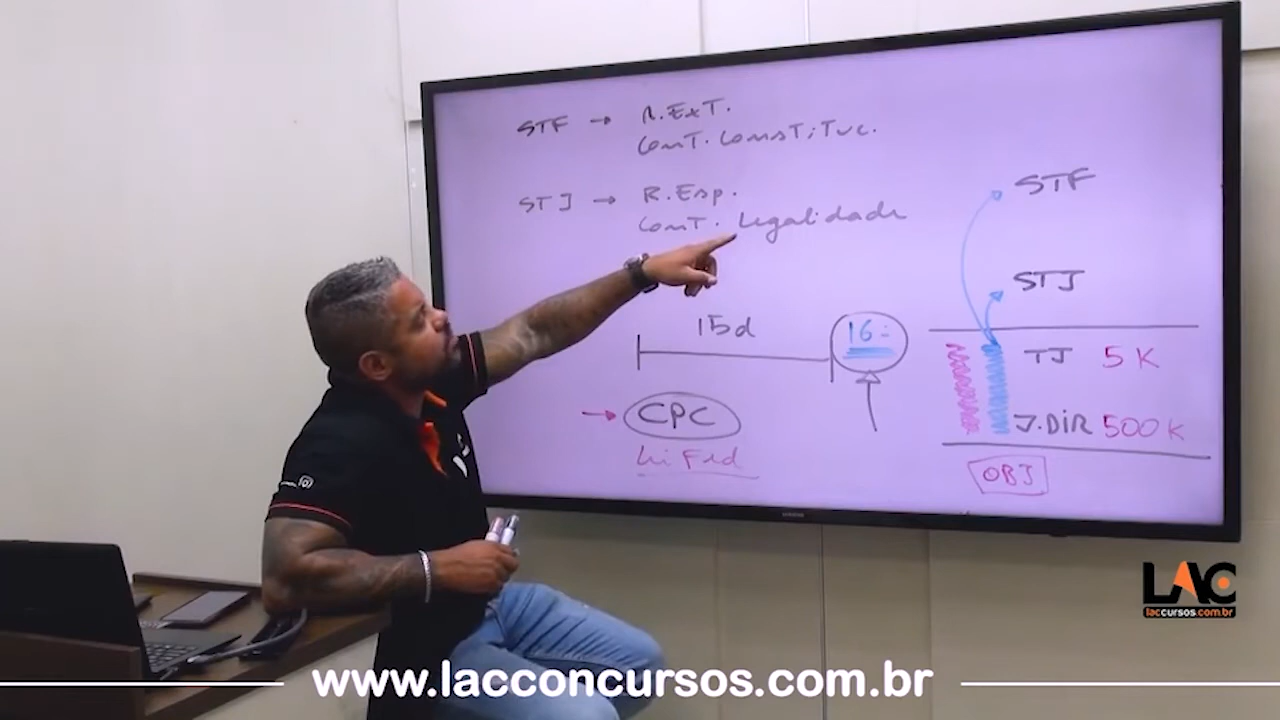 STF → R.EXT.
CONT. CONSTITUC.
STJ → R.Esp.
CONT. Legalidade
15d
16:
CPC
Lei Fed
STF
STJ
TJ 5K
J.DIR 500K
OBJ
LAC
laccursos.com.br
www.lacconcursos.com.br